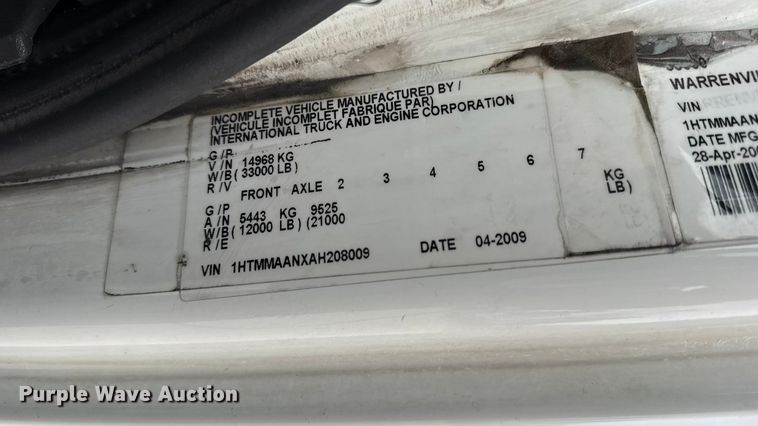 INCOMPLETE VEHICLE MANUFACTURED BY /
(VEHICULE INCOMPLET FABRIQUE PAR)
INTERNATIONAL TRUCK AND ENGINE CORPORATION
G / P
V / N 14968 KG
W/B ( 33000 LB )
R / V
FRONT AXLE 2 3 4 5 6 7
G / P
A / N 5443 KG 9525 KG
W/B ( 12000 LB ) (21000 LB)
R / E
VIN 1HTMMAANXAH208009 DATE 04-2009
WARRENVI
VIN
1HTMMAAN
DATE MFG
28-Apr-20
Purple Wave Auction